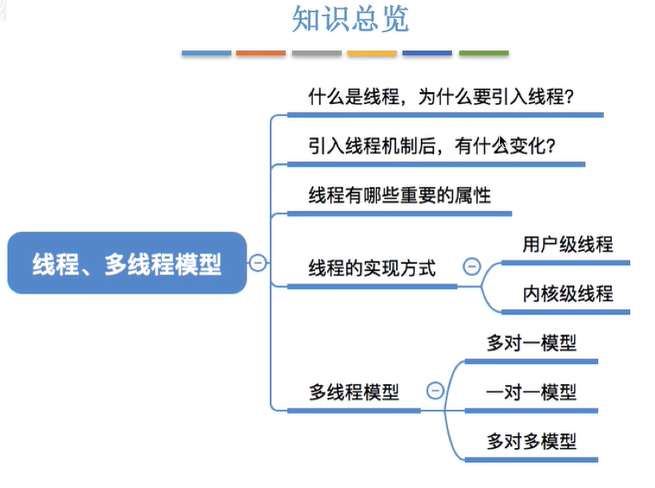 知识总览
什么是线程，为什么要引入线程？
引入线程机制后，有什么变化？
线程有哪些重要的属性
线程、多线程模型
线程的实现方式
用户级线程
内核级线程
多线程模型
多对一模型
一对一模型
多对多模型